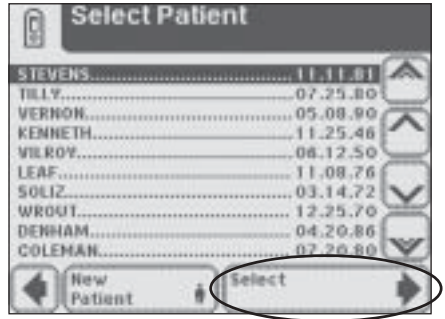 Select Patient
STEVENS..............................11.11.81
TILLY..............................07.25.80
VERNON..............................05.08.90
KENNETH..............................11.25.46
VILROY..............................06.12.50
LEAF..............................11.08.76
SOLIZ..............................03.14.72
WROUT..............................12.25.70
DENHAM..............................04.20.86
COLEMAN..............................07.20.80
New Patient
Select